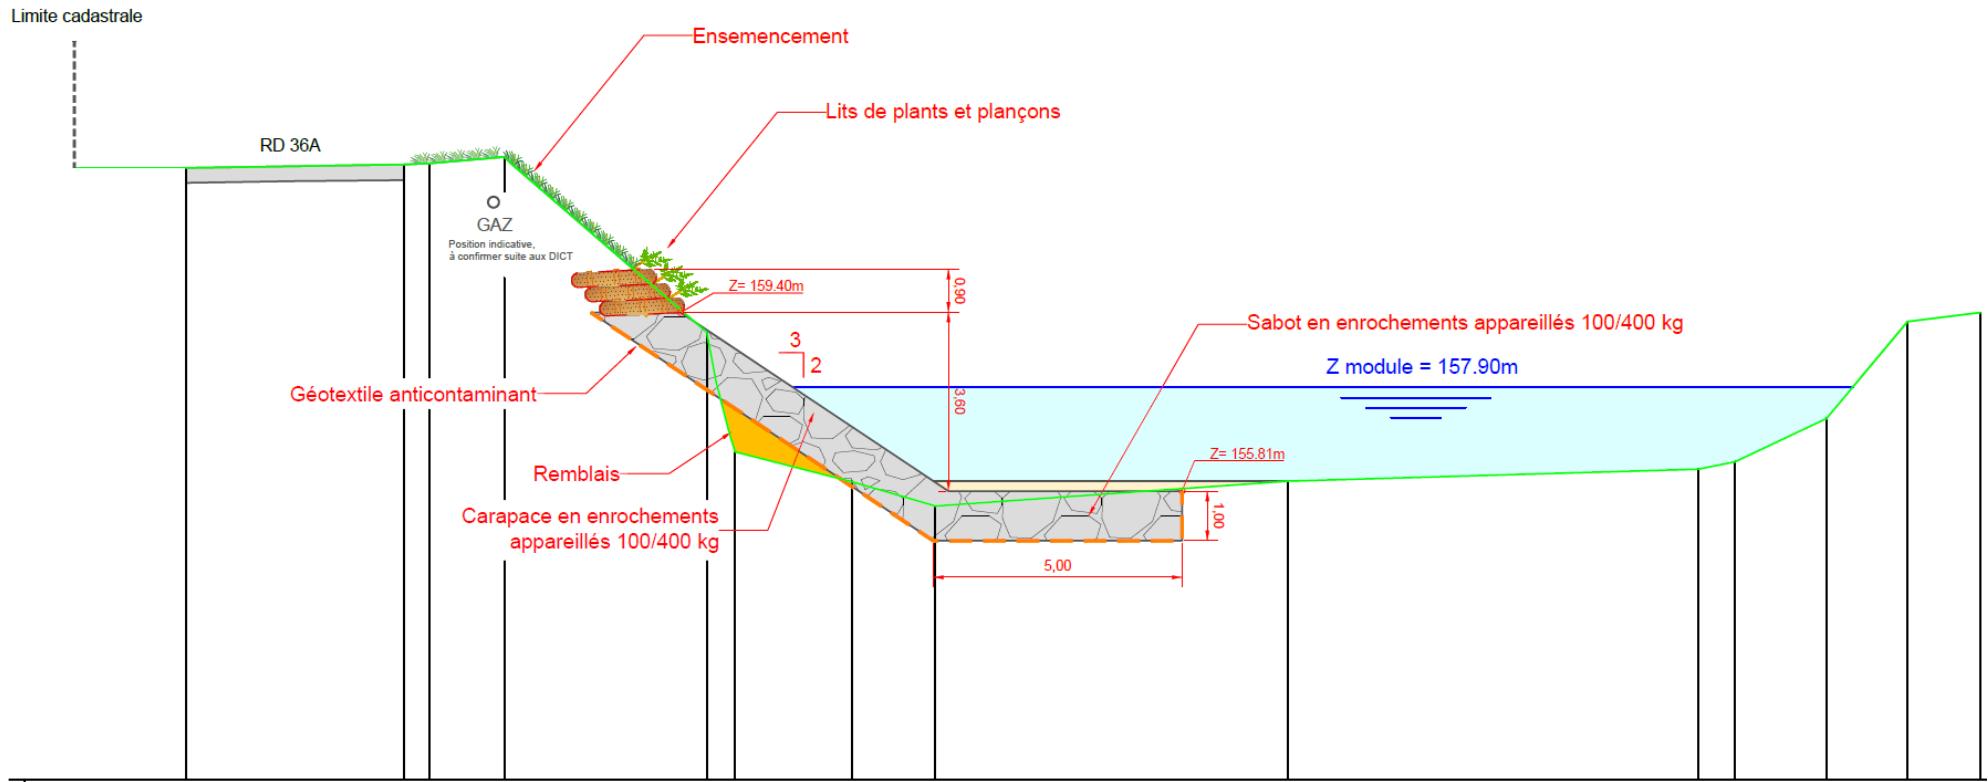 Limite cadastrale
Ensemencement
Lits de plants et plançons
RD 36A
GAZ
Position indicative,
à confirmer suite aux DICT
Z= 159.40m
0,90
Sabot en enrochements appareillés 100/400 kg
3
2
Z module = 157.90m
Géotextile anticontaminant
3,60
Remblais
Z= 155.81m
Carapace en enrochements
appareillés 100/400 kg
1,00
5,00